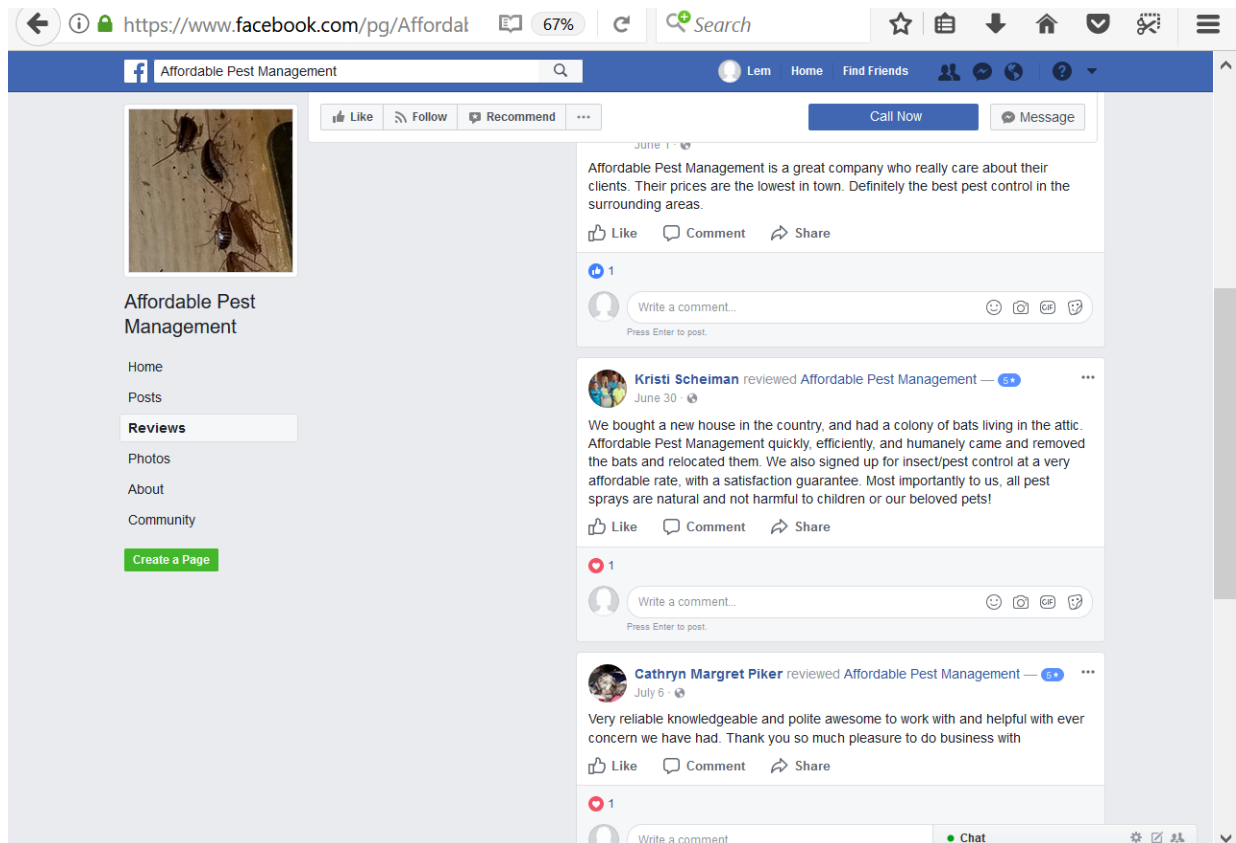 https://www.facebook.com/pg/Affordab
67%
Search
Affordable Pest Management
Lem
Home
Find Friends
Like
Follow
Recommend
Call Now
Message
Affordable Pest
Management
Home
Posts
Reviews
Photos
About
Community
Create a Page
June 1 ·
Affordable Pest Management is a great company who really care about their
clients. Their prices are the lowest in town. Definitely the best pest control in the
surrounding areas.
Like Comment Share
1
Write a comment...
GIF
Press Enter to post.
Kristi Scheiman reviewed Affordable Pest Management — 5★
June 30 ·
We bought a new house in the country, and had a colony of bats living in the attic.
Affordable Pest Management quickly, efficiently, and humanely came and removed
the bats and relocated them. We also signed up for insect/pest control at a very
affordable rate, with a satisfaction guarantee. Most importantly to us, all pest
sprays are natural and not harmful to children or our beloved pets!
Like Comment Share
1
Write a comment...
GIF
Press Enter to post.
Cathryn Margret Piker reviewed Affordable Pest Management — 5★
July 6 ·
Very reliable knowledgeable and polite awesome to work with and helpful with ever
concern we have had. Thank you so much pleasure to do business with
Like Comment Share
1
Write a comment
Chat